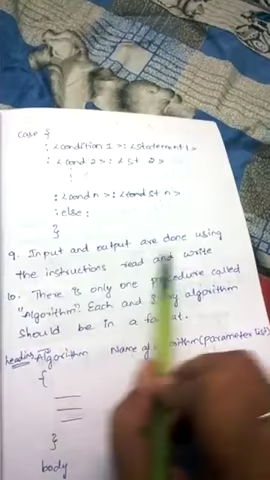 case {
: <condition 1> : <statement 1>
: <cond 2> : < st 2>
:
: <cond n> : <cond st n>
: else :
}
9. Input and output are done using
the instructions read and write
10. There is only one procedure called
"Algorithm". Each and algorithm
should be in a format.
heading Algorithm Name of (parameter list)
{
}
body